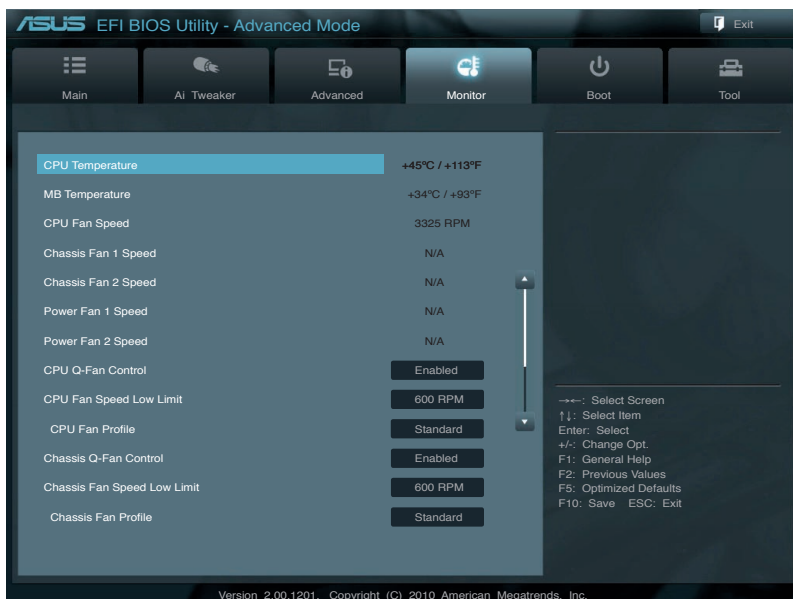 ASUS EFI BIOS Utility - Advanced Mode
Exit
Main
Ai Tweaker
Advanced
Monitor
Boot
Tool
CPU Temperature +45ºC / +113ºF
MB Temperature +34ºC / +93ºF
CPU Fan Speed 3325 RPM
Chassis Fan 1 Speed N/A
Chassis Fan 2 Speed N/A
Power Fan 1 Speed N/A
Power Fan 2 Speed N/A
CPU Q-Fan Control Enabled
CPU Fan Speed Low Limit 600 RPM
CPU Fan Profile Standard
Chassis Q-Fan Control Enabled
Chassis Fan Speed Low Limit 600 RPM
Chassis Fan Profile Standard
→←: Select Screen
↑↓: Select Item
Enter: Select
+/-: Change Opt.
F1: General Help
F2: Previous Values
F5: Optimized Defaults
F10: Save ESC: Exit
Version 2.00.1201. Copyright (C) 2010 American Megatrends, Inc.